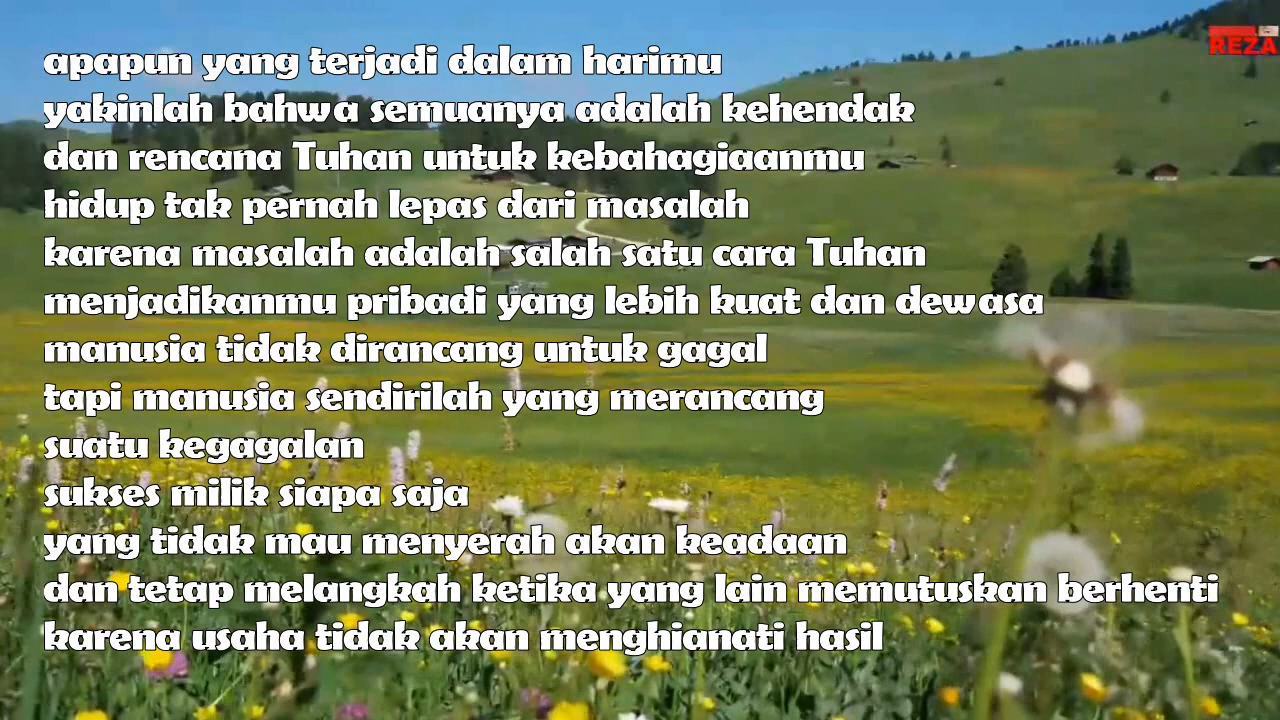 REZA
apapun yang terjadi dalam harimu
yakinlah bahwa semuanya adalah kehendak
dan rencana Tuhan untuk kebahagiaanmu
hidup tak pernah lepas dari masalah
karena masalah adalah salah satu cara Tuhan
menjadikanmu pribadi yang lebih kuat dan dewasa
manusia tidak dirancang untuk gagal
tapi manusia sendirilah yang merancang
suatu kegagalan
sukses milik siapa saja
yang tidak mau menyerah akan keadaan
dan tetap melangkah ketika yang lain memutuskan berhenti
karena usaha tidak akan menghianati hasil